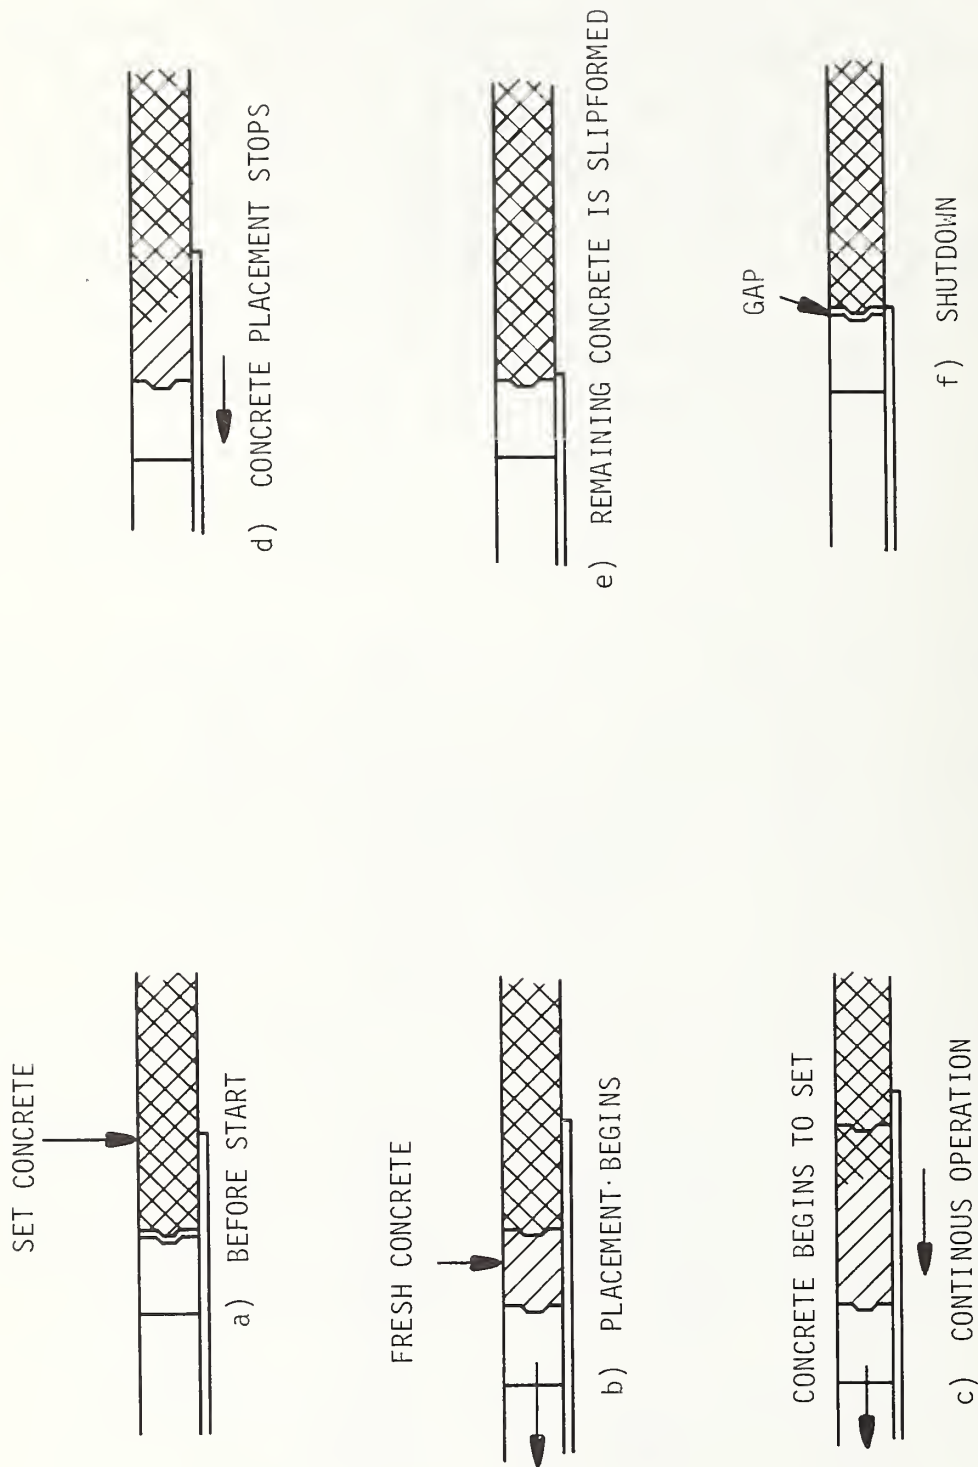 SET CONCRETE
a) BEFORE START
FRESH CONCRETE
b) PLACEMENT BEGINS
CONCRETE BEGINS TO SET
c) CONTINOUS OPERATION
d) CONCRETE PLACEMENT STOPS
e) REMAINING CONCRETE IS SLIPFORMED
GAP
f) SHUTDOWN